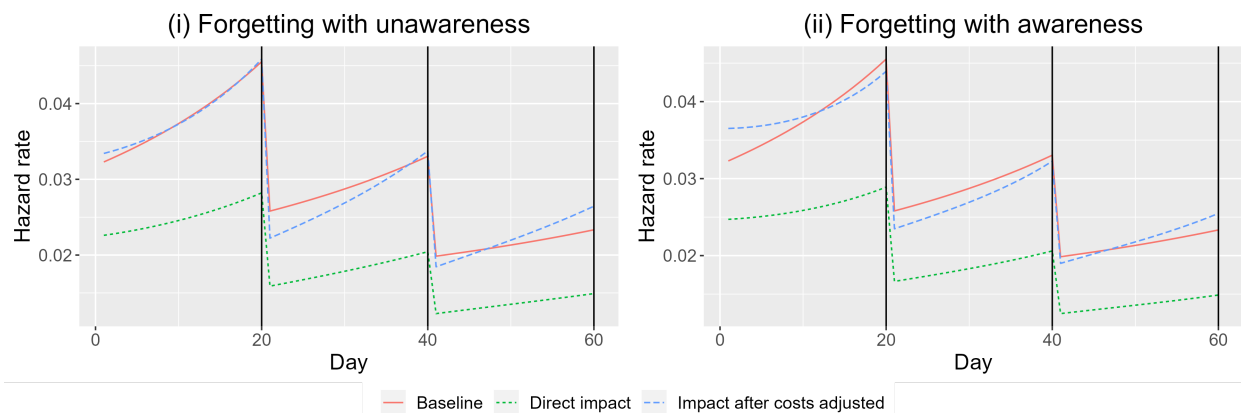 (i) Forgetting with unawareness
Hazard rate
0.04
0.03
0.02
0
20
40
60
Day
(ii) Forgetting with awareness
Hazard rate
0.04
0.03
0.02
0
20
40
60
Day
Baseline
Direct impact
Impact after costs adjusted